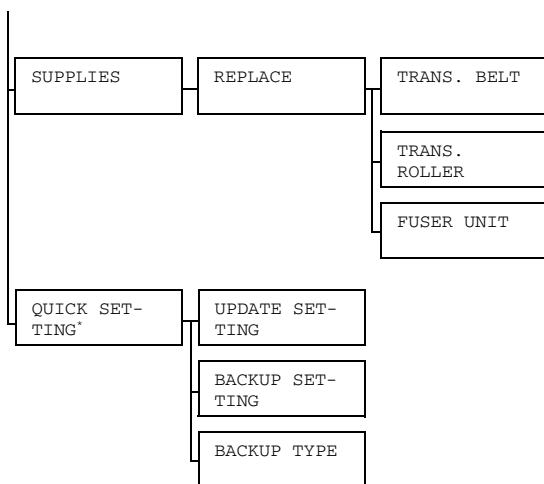 SUPPLIES
REPLACE
TRANS. BELT
TRANS.
ROLLER
FUSER UNIT
QUICK SET-
TING*
UPDATE SET-
TING
BACKUP SET-
TING
BACKUP TYPE